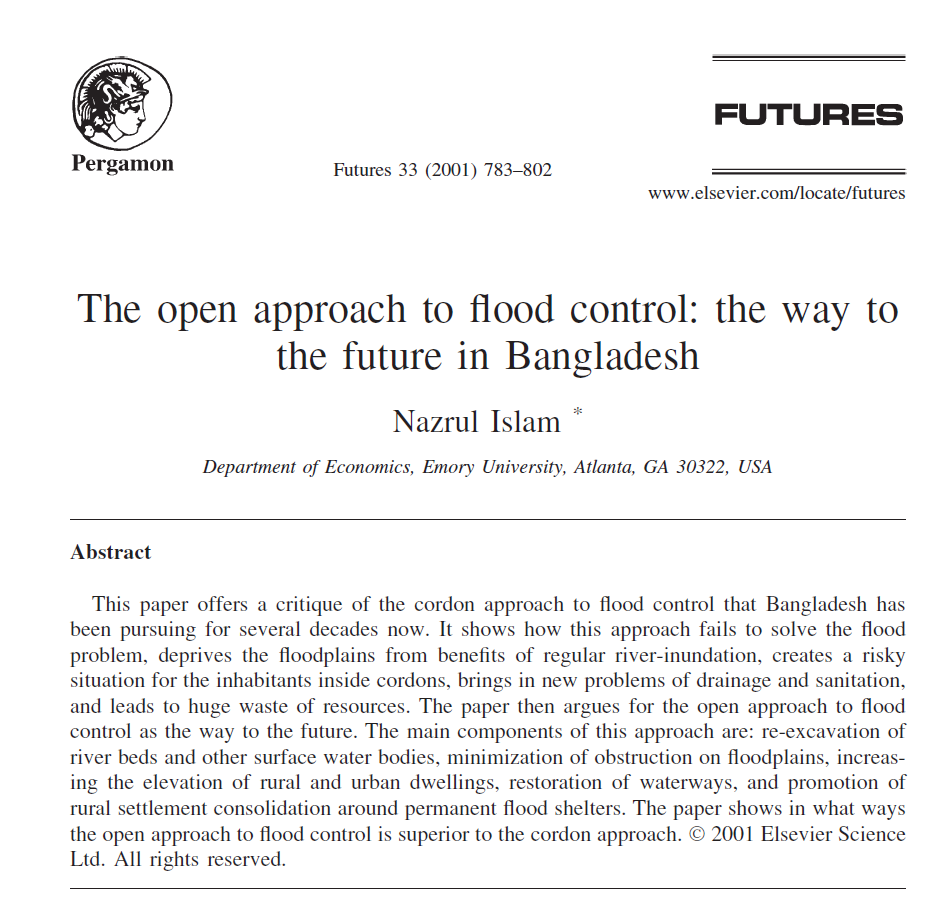 FUTURES
Pergamon
Futures 33 (2001) 783–802
www.elsevier.com/locate/futures
The open approach to flood control: the way to
the future in Bangladesh
Nazrul Islam *
Department of Economics, Emory University, Atlanta, GA 30322, USA
Abstract
This paper offers a critique of the cordon approach to flood control that Bangladesh has
been pursuing for several decades now. It shows how this approach fails to solve the flood
problem, deprives the floodplains from benefits of regular river-inundation, creates a risky
situation for the inhabitants inside cordons, brings in new problems of drainage and sanitation,
and leads to huge waste of resources. The paper then argues for the open approach to flood
control as the way to the future. The main components of this approach are: re-excavation of
river beds and other surface water bodies, minimization of obstruction on floodplains, increas-
ing the elevation of rural and urban dwellings, restoration of waterways, and promotion of
rural settlement consolidation around permanent flood shelters. The paper shows in what ways
the open approach to flood control is superior to the cordon approach. © 2001 Elsevier Science
Ltd. All rights reserved.